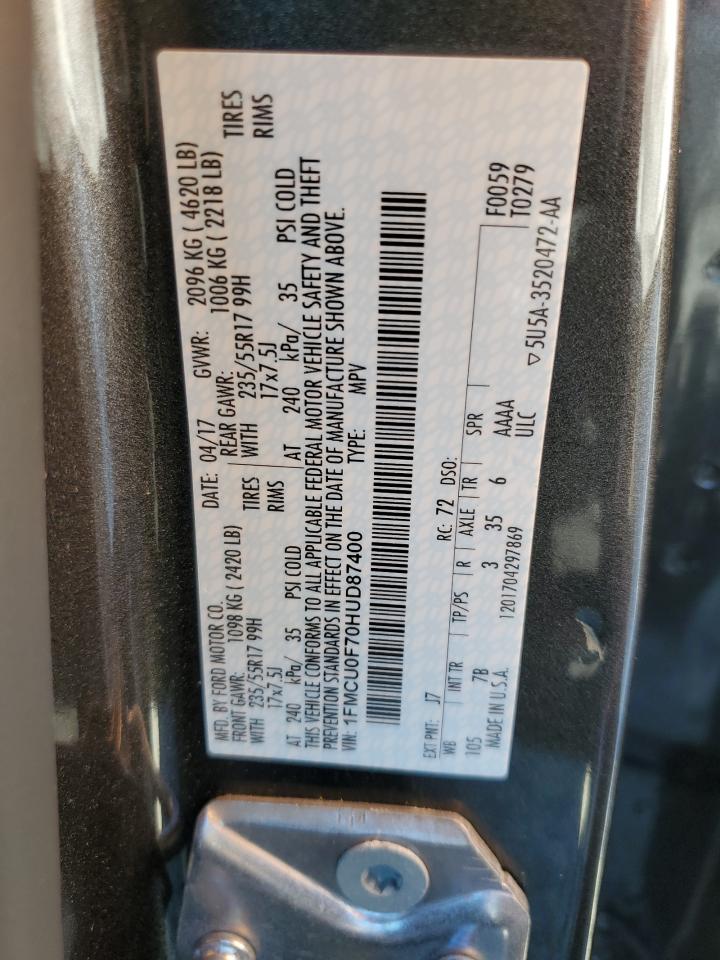 MFD. BY FORD MOTOR CO.
DATE: 04/17 GVWR: 2096 KG ( 4620 LB)
FRONT GAWR: 1098 KG ( 2420 LB)
REAR GAWR: 1006 KG ( 2218 LB)
WITH 235/55R17 99H TIRES
WITH 235/55R17 99H TIRES
17x7.5J RIMS
17x7.5J RIMS
AT 240 kPa/ 35 PSI COLD
AT 240 kPa/ 35 PSI COLD
THIS VEHICLE CONFORMS TO ALL APPLICABLE FEDERAL MOTOR VEHICLE SAFETY AND THEFT
PREVENTION STANDARDS IN EFFECT ON THE DATE OF MANUFACTURE SHOWN ABOVE.
VIN: 1FMCU0F70HUD87400 TYPE: MPV
EXT PNT: J7 RC: 72 DSO:
F0059
T0279
WB INT TR TP/PS R AXLE TR SPR
105 7B 3 35 6 AAAA
ULC
MADE IN U.S.A. 1201704297869
▽5U5A-3520472-AA